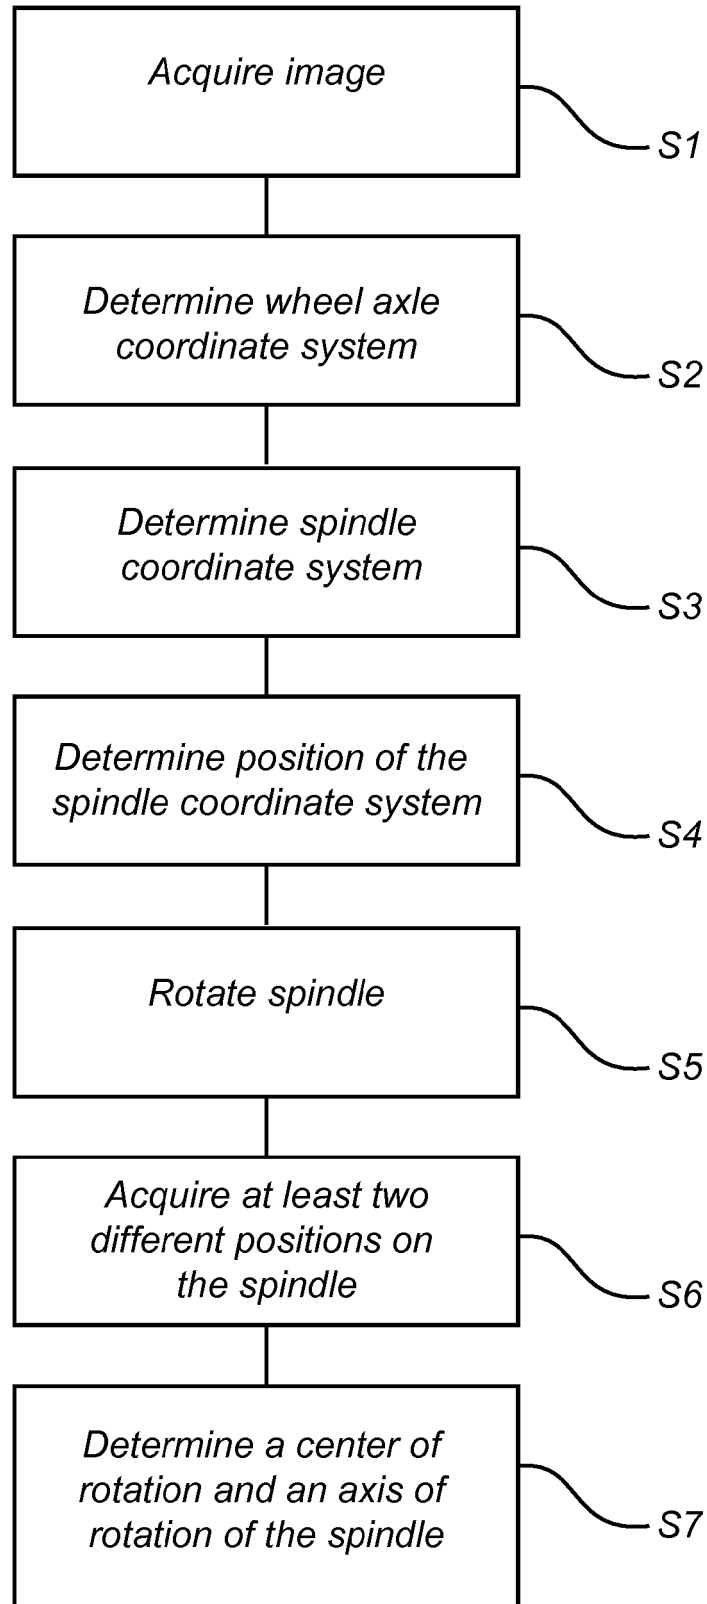 Acquire image
S1
Determine wheel axle
coordinate system
S2
Determine spindle
coordinate system
S3
Determine position of the
spindle coordinate system
S4
Rotate spindle
S5
Acquire at least two
different positions on
the spindle
S6
Determine a center of
rotation and an axis of
rotation of the spindle
S7